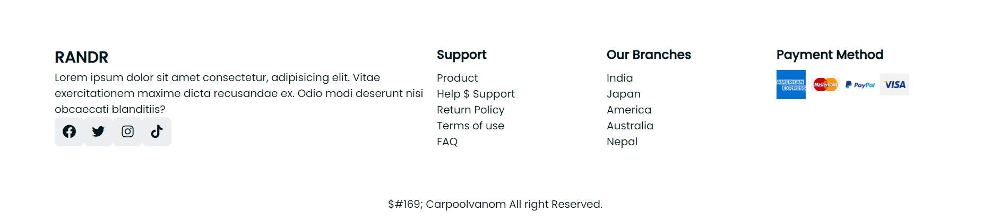 RANDR
Lorem ipsum dolor sit amet consectetur, adipisicing elit. Vitae
exercitationem maxime dicta recusandae ex. Odio modi deserunt nisi
obcaecati blanditiis?
Support
Product
Help $ Support
Return Policy
Terms of use
FAQ
Our Branches
India
Japan
America
Australia
Nepal
Payment Method
AMERICAN
EXPRESS
MasterCard
PayPal
VISA
$#169; Carpoolvanom All right Reserved.